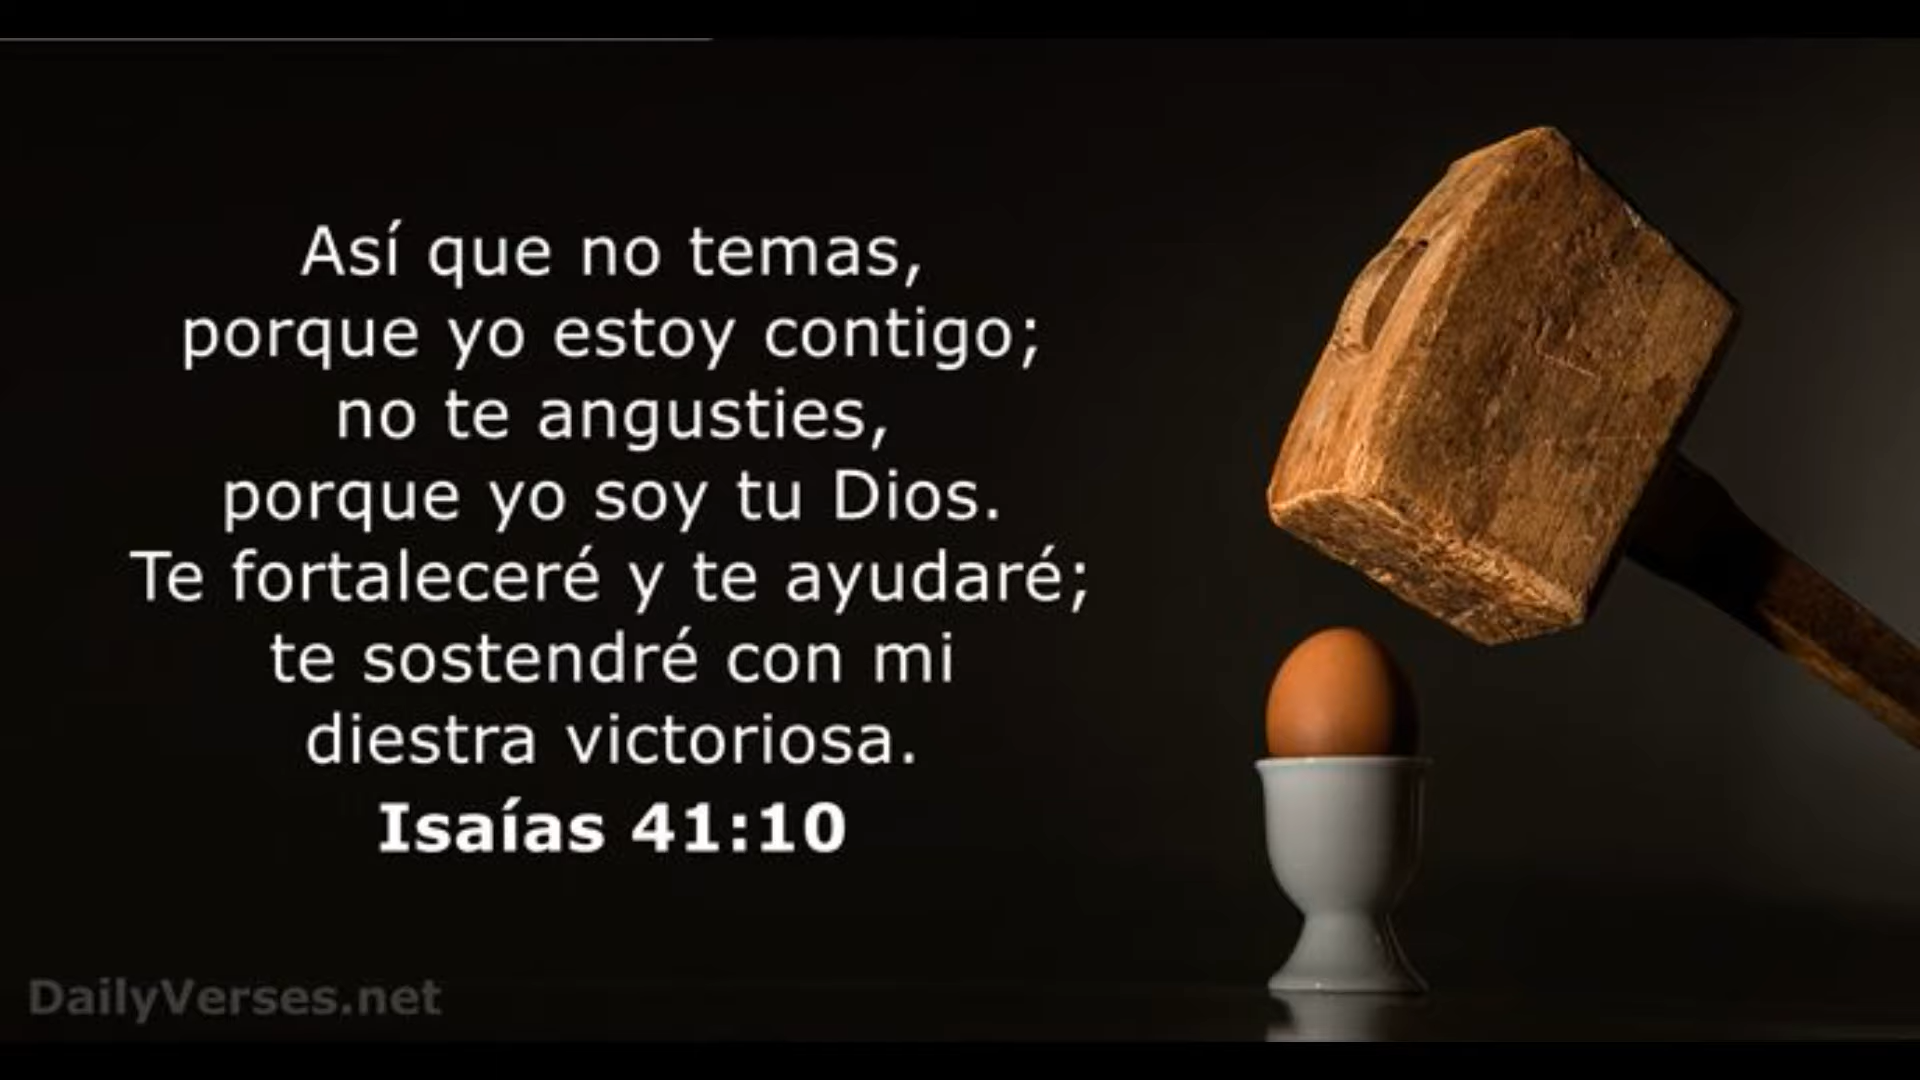 Así que no temas,
porque yo estoy contigo;
no te angusties,
porque yo soy tu Dios.
Te fortaleceré y te ayudaré;
te sostendré con mi
diestra victoriosa.
Isaías 41:10
DailyVerses.net